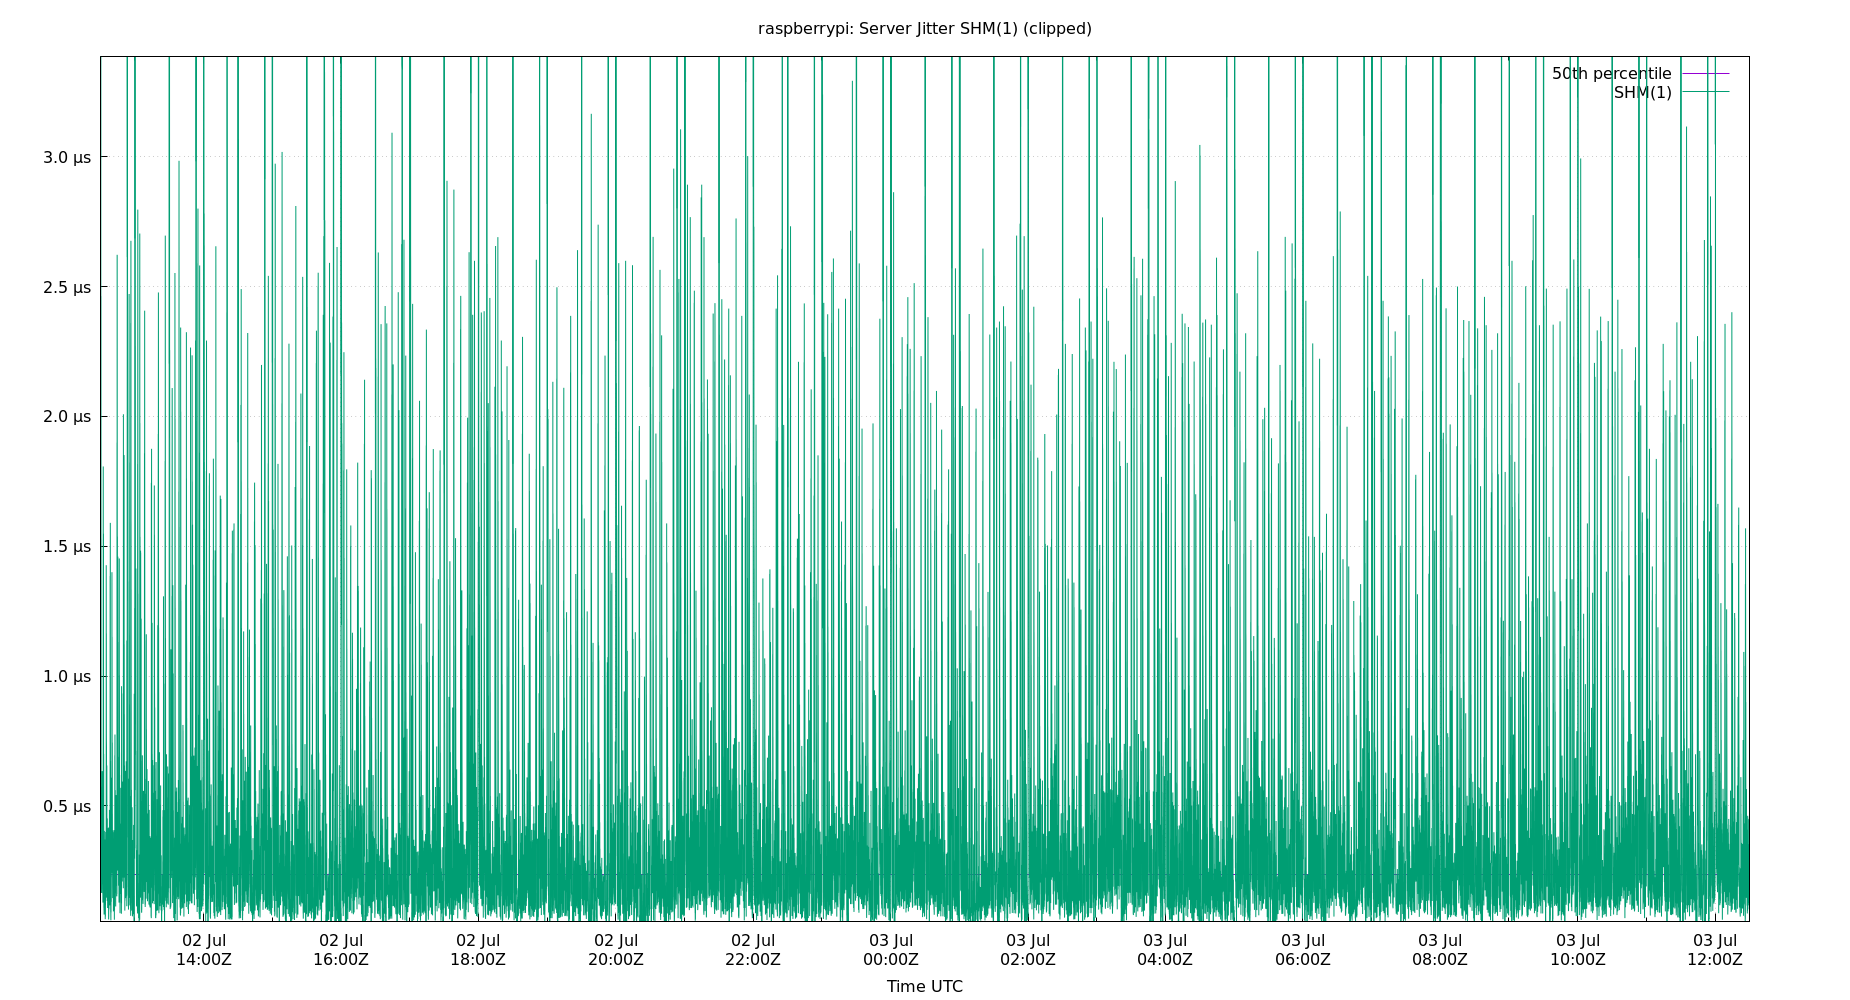 raspberrypi: Server Jitter SHM(1) (clipped)
50th percentile
SHM(1)
3.0 µs
2.5 µs
2.0 µs
1.5 µs
1.0 µs
0.5 µs
02 Jul 02 Jul 02 Jul 02 Jul 02 Jul 03 Jul 03 Jul 03 Jul 03 Jul 03 Jul 03 Jul 03 Jul
14:00Z 16:00Z 18:00Z 20:00Z 22:00Z 00:00Z 02:00Z 04:00Z 06:00Z 08:00Z 10:00Z 12:00Z
Time UTC